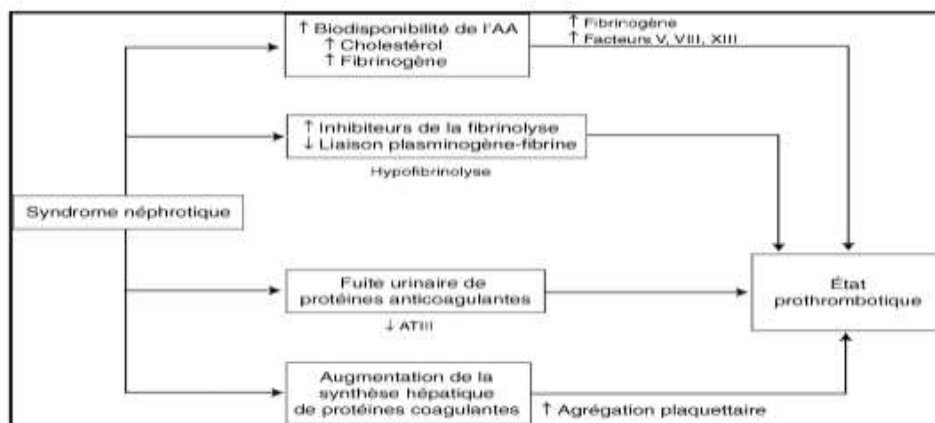 ↑ Biodisponibilité de l'AA
↑ Cholestérol
↑ Fibrinogène
↑ Fibrinogène
↑ Facteurs V, VIII, XIII
↑ Inhibiteurs de la fibrinolyse
↓ Liaison plasminogène-fibrine
Hypofibrinolyse
Syndrome néphrotique
Fuite urinaire de
protéines anticoagulantes
↓ ATIII
État
prothrombotique
Augmentation de la
synthèse hépatique
de protéines coagulantes
↑ Agrégation plaquettaire